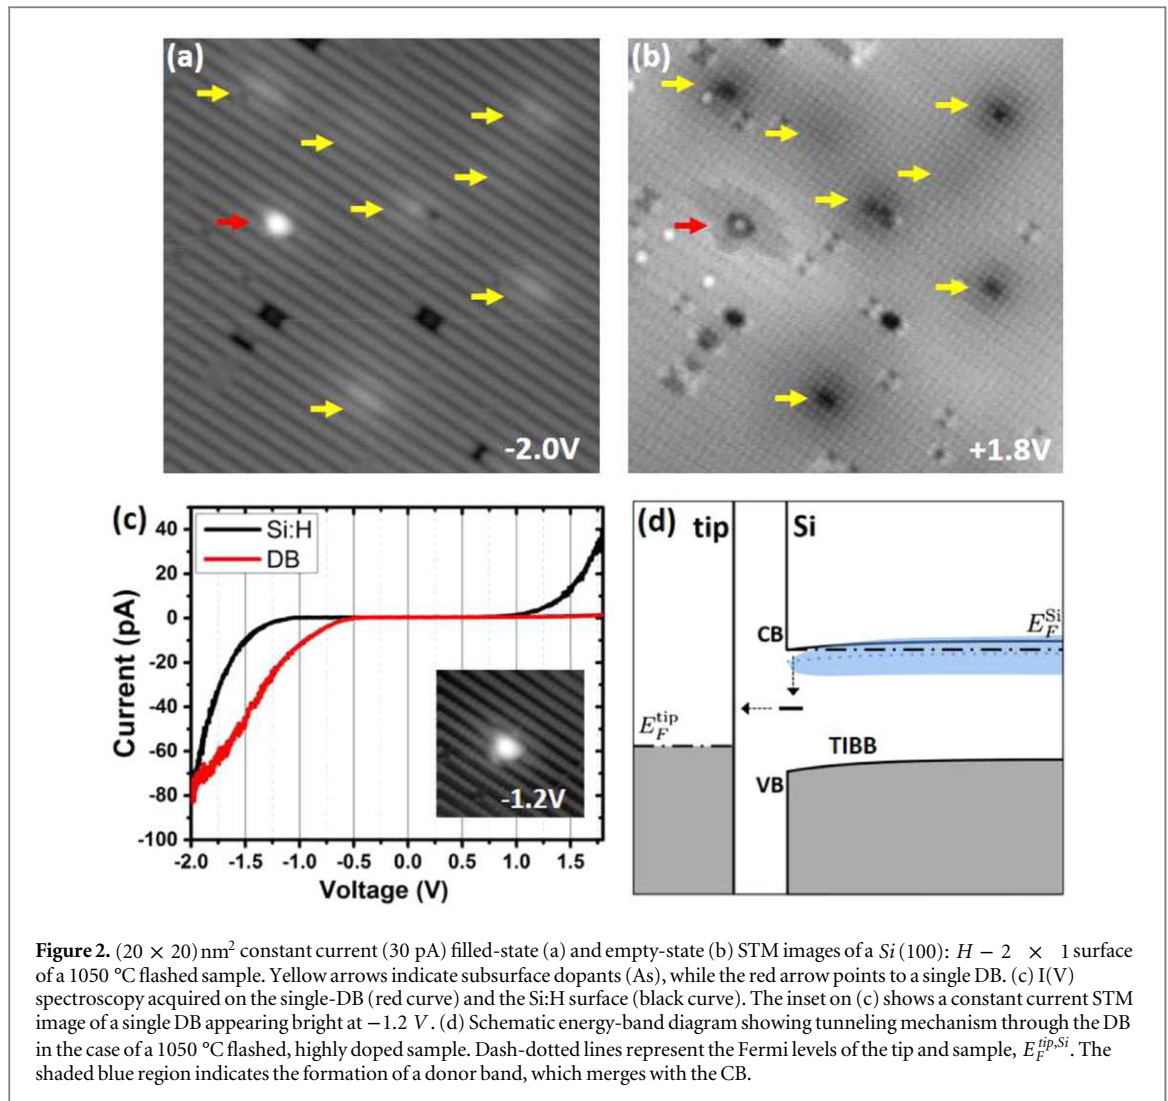 (a)
-2.0V
(b)
+1.8V
(c)
Si:H
DB
40
20
0
-20
-40
-60
-80
-100
Current (pA)
-1.2V
-2.0 -1.5 -1.0 -0.5 0.0 0.5 1.0 1.5
Voltage (V)
(d) tip Si
CB
E_F^Si
E_F^tip
TIBB
VB
Figure 2. (20 × 20) nm² constant current (30 pA) filled-state (a) and empty-state (b) STM images of a Si(100): H − 2 × 1 surface
of a 1050 °C flashed sample. Yellow arrows indicate subsurface dopants (As), while the red arrow points to a single DB. (c) I(V)
spectroscopy acquired on the single-DB (red curve) and the Si:H surface (black curve). The inset on (c) shows a constant current STM
image of a single DB appearing bright at −1.2 V. (d) Schematic energy-band diagram showing tunneling mechanism through the DB
in the case of a 1050 °C flashed, highly doped sample. Dash-dotted lines represent the Fermi levels of the tip and sample, E_F^{tip,Si}. The
shaded blue region indicates the formation of a donor band, which merges with the CB.